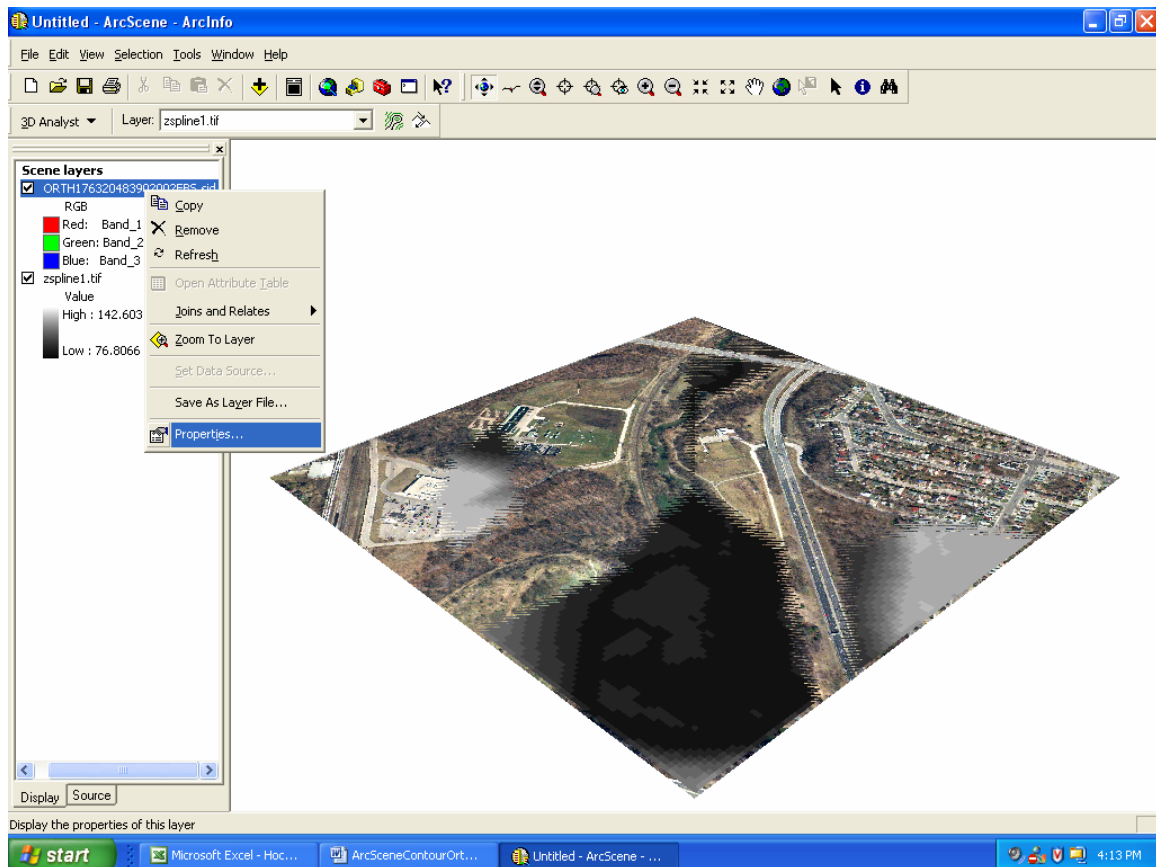 Untitled - ArcScene - ArcInfo
File Edit View Selection Tools Window Help
3D Analyst Layer: zspline1.tif
Scene layers
ORTH176320483902002EBS.sid
RGB
Red: Band_1
Green: Band_2
Blue: Band_3
zspline1.tif
Value
High : 142.603
Low : 76.8066
Copy
Remove
Refresh
Open Attribute Table
Joins and Relates
Zoom To Layer
Set Data Source...
Save As Layer File...
Properties...
Display Source
Display the properties of this layer
start Microsoft Excel - Hoc... ArcSceneContourOrt... Untitled - ArcScene - ... 4:13 PM